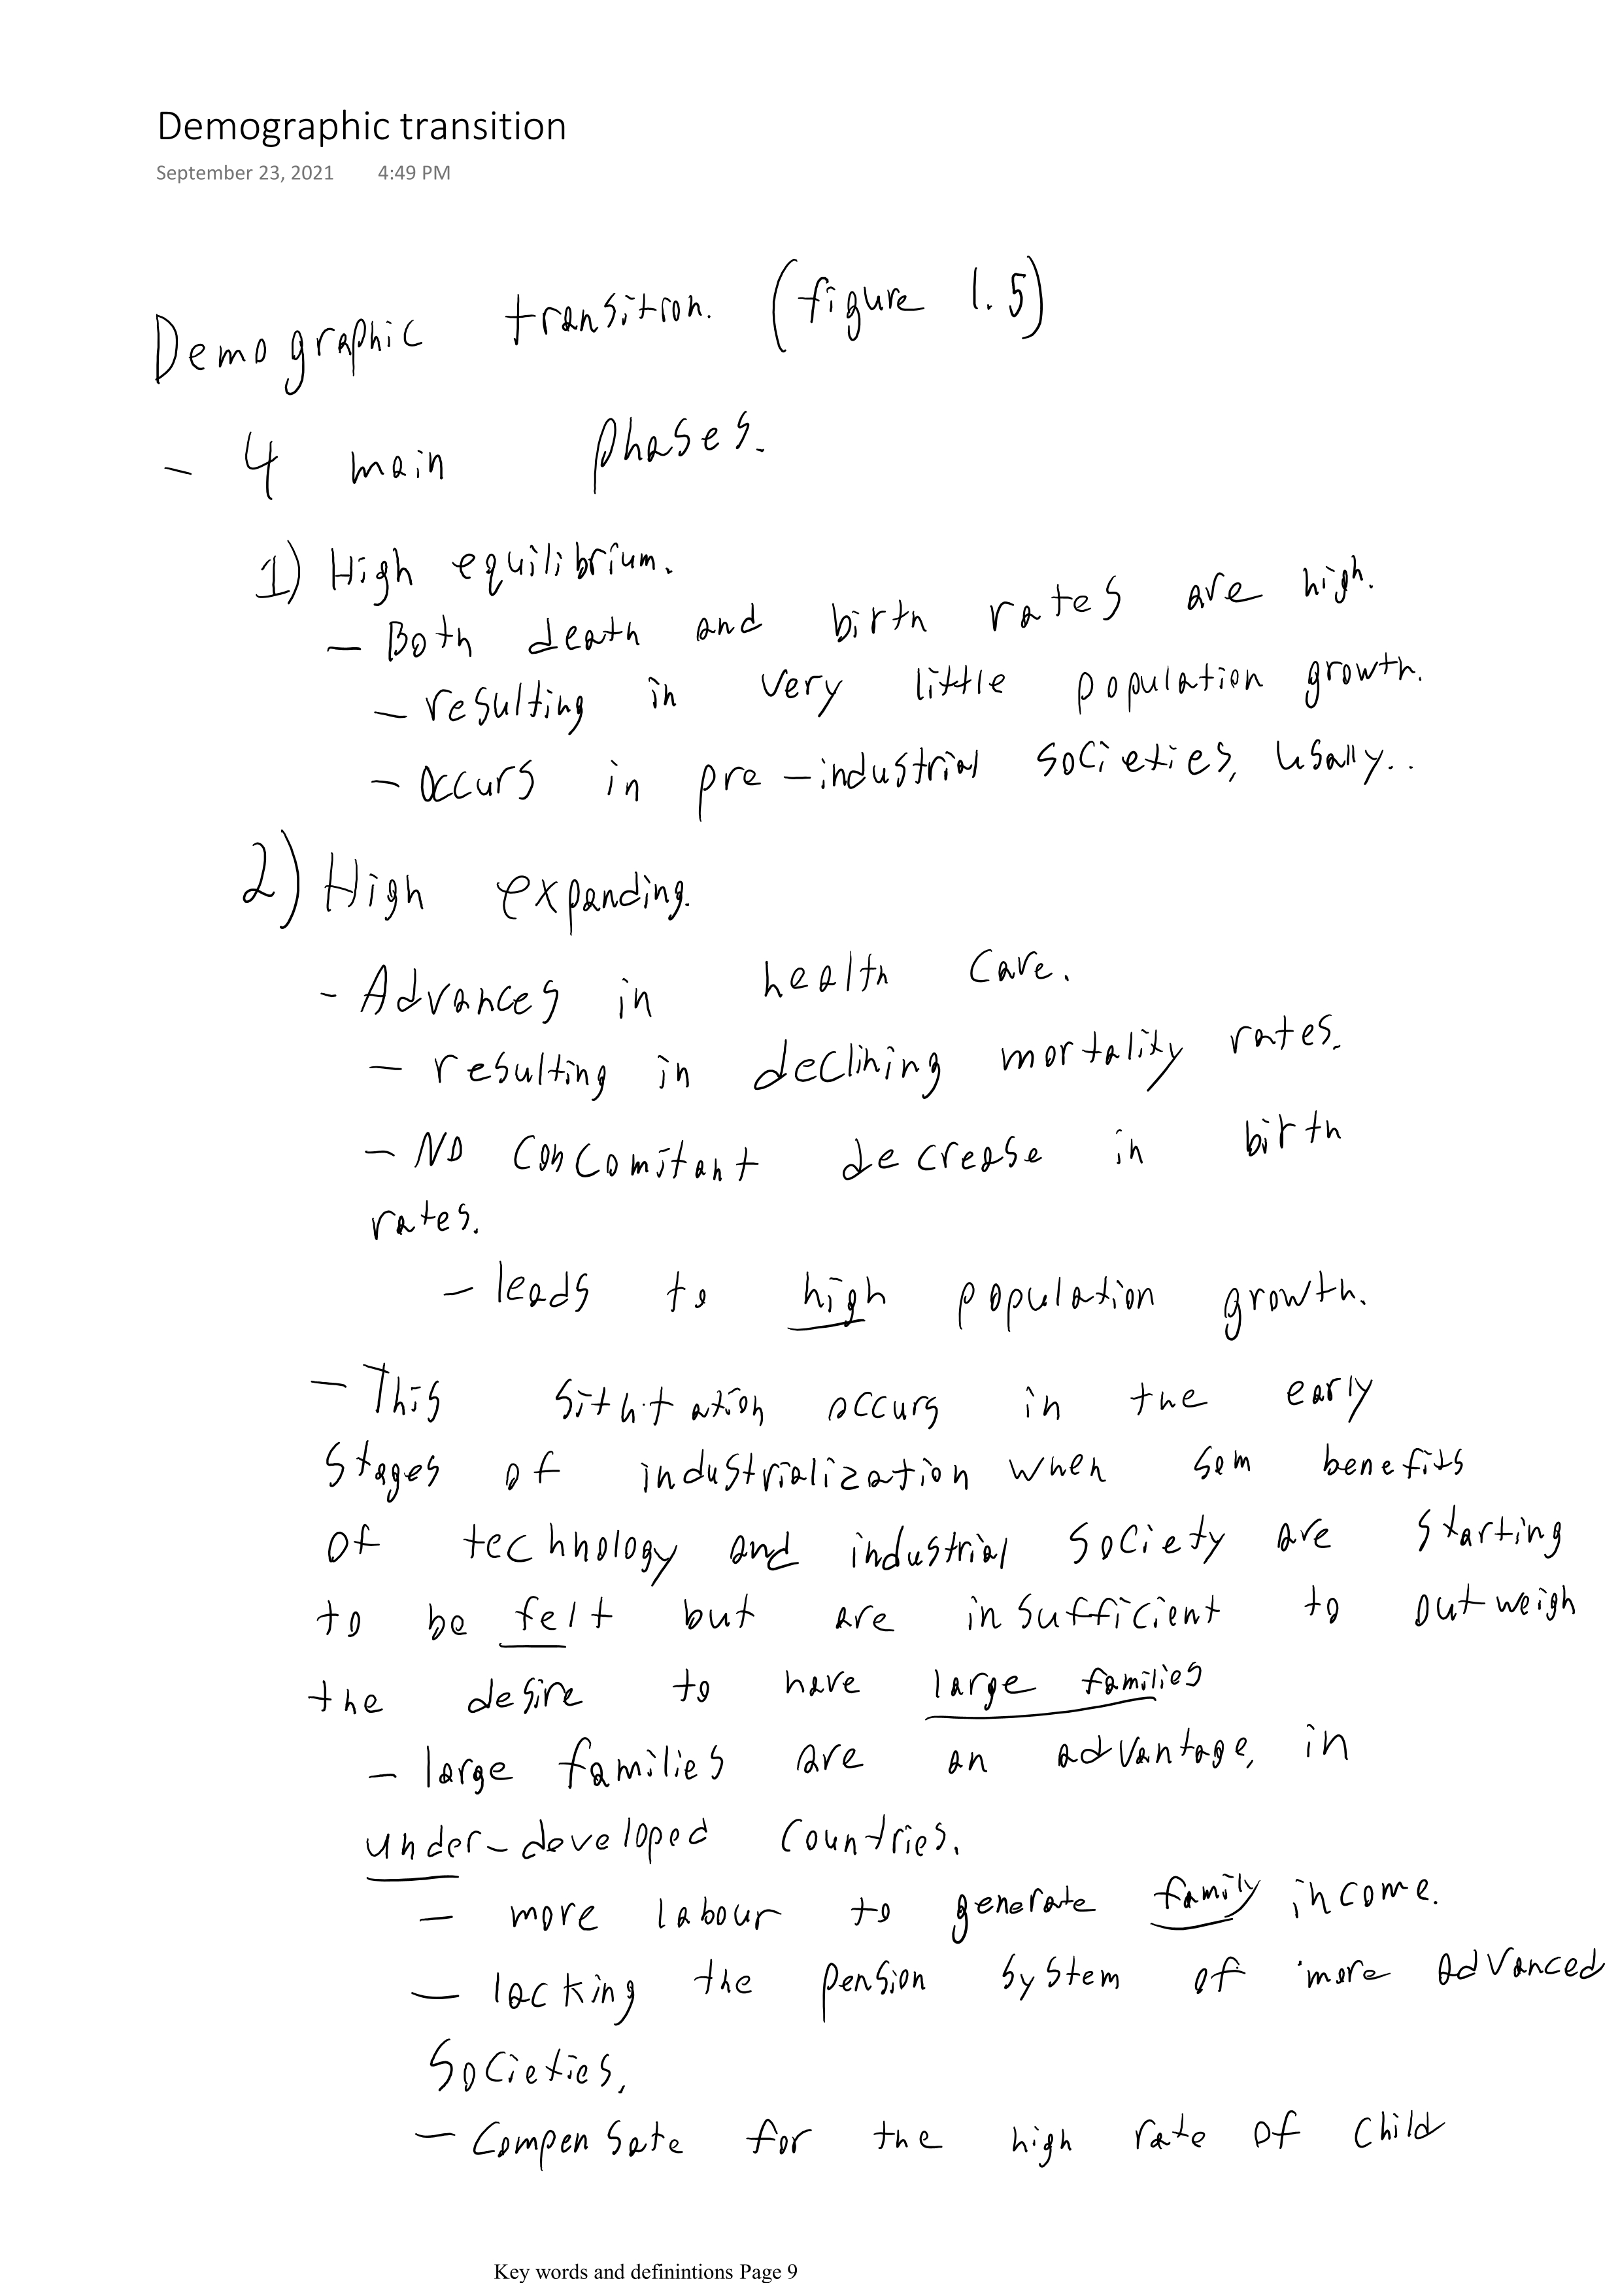 Demographic transition
September 23, 2021 4:49 PM
Demographic transition. (figure 1.5)
- 4 main phases.
1) High equilibrium.
- Both death and birth rates are high.
- resulting in very little population growth.
- occurs in pre-industrial societies, usally..
2) High expanding.
- Advances in health care.
- resulting in declining mortality rates.
- No concomitant decrease in birth
rates.
- leads to high population growth.
- This occurs in the early
stages of industrialization when som benefits
of technology and industrial society are starting
to be felt but are insufficient to outweigh
the desire to have large families
- large families are an advantage, in
under-developed countries.
- more labour to generate family income.
- lacking the pension system of more advanced
societies,
- compensate for the high rate of child
Key words and definintions Page 9